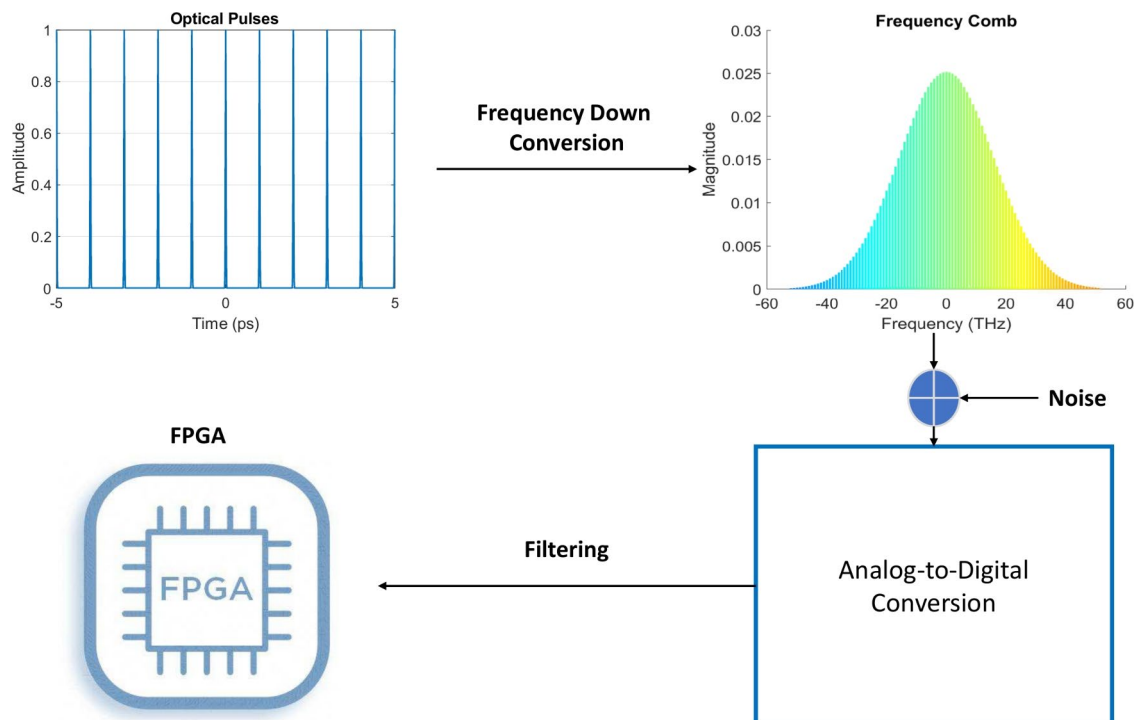 Optical Pulses
1
0.8
0.6
0.4
0.2
0
Amplitude
-5
0
5
Time (ps)
Frequency Down
Conversion
Frequency Comb
0.03
0.025
0.02
0.015
0.01
0.005
0
Magnitude
-60
-40
-20
0
20
40
60
Frequency (THz)
Noise
FPGA
FPGA
Filtering
Analog-to-Digital
Conversion